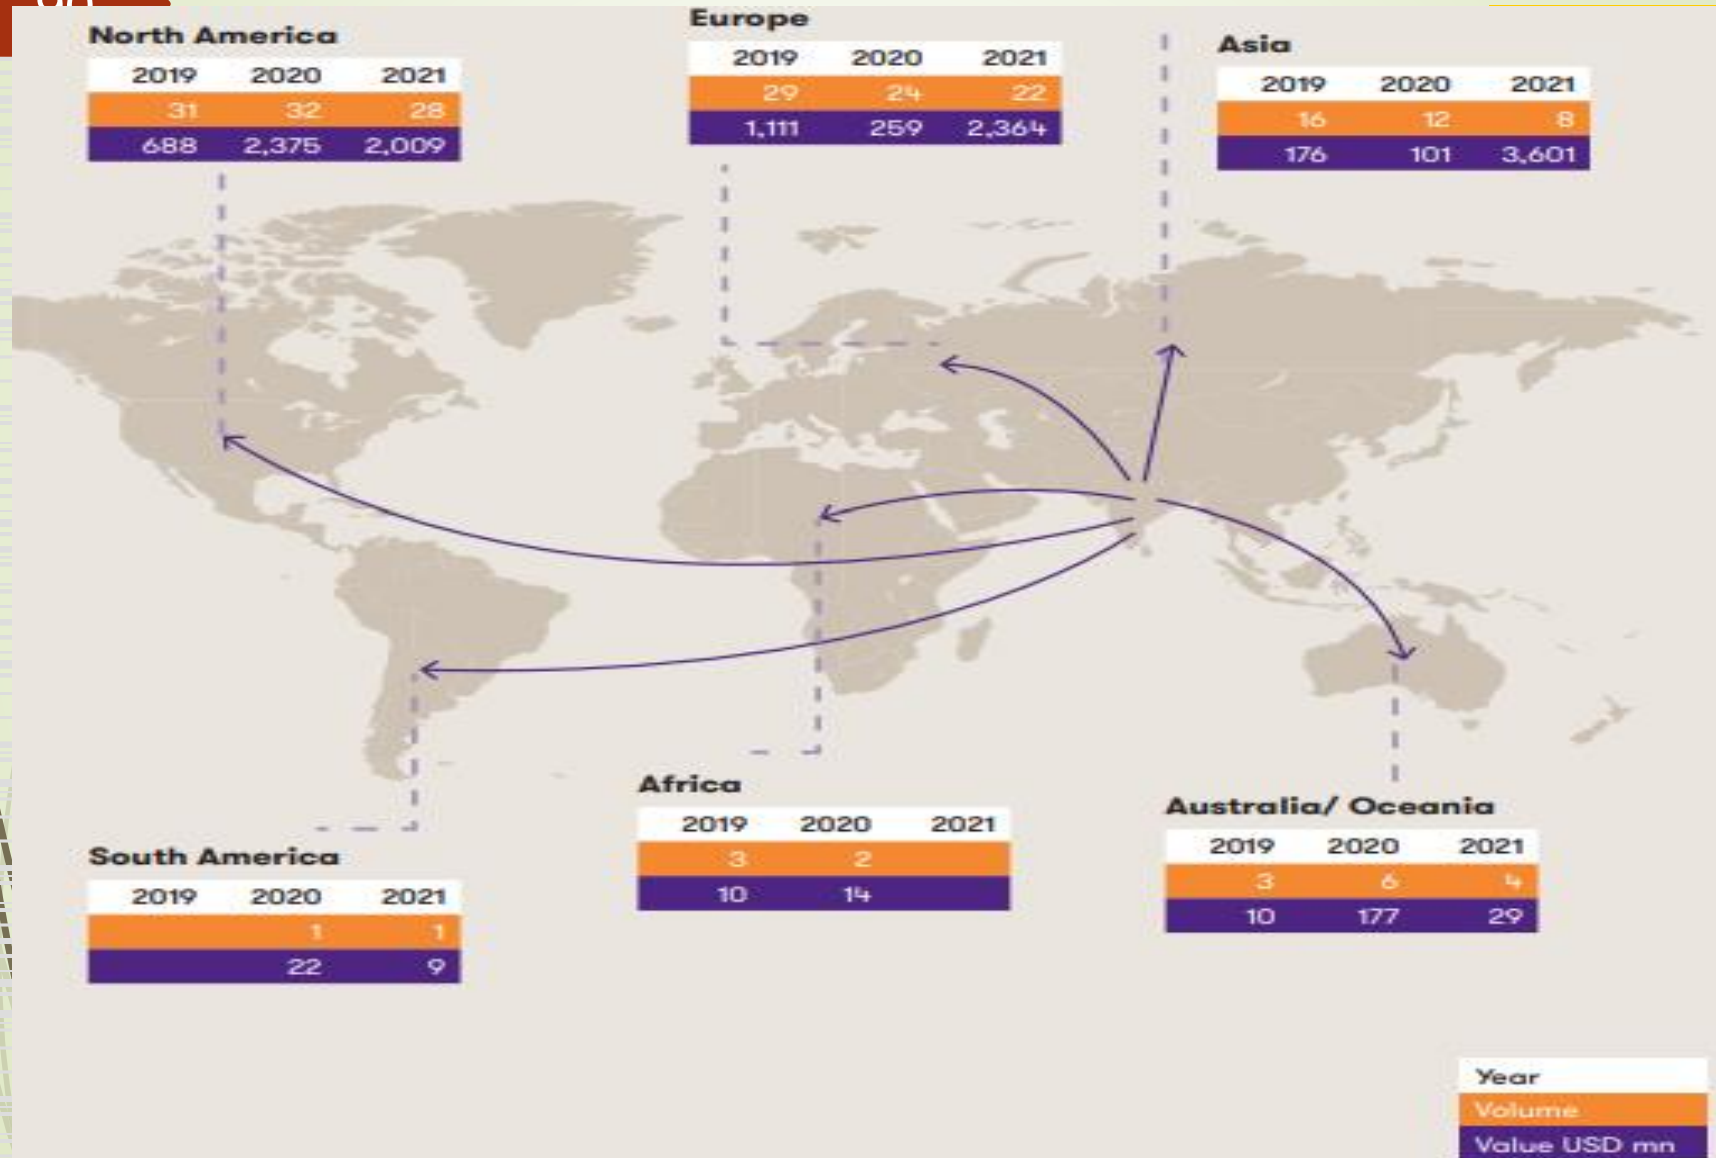 North America
2019 2020 2021
31 32 28
688 2,375 2,009
Europe
2019 2020 2021
29 24 22
1,111 259 2,364
Asia
2019 2020 2021
16 12 8
176 101 3,601
South America
2019 2020 2021
1 1
22 9
Africa
2019 2020 2021
3 2
10 14
Australia/ Oceania
2019 2020 2021
3 6 4
10 177 29
Year
Volume
Value USD mn